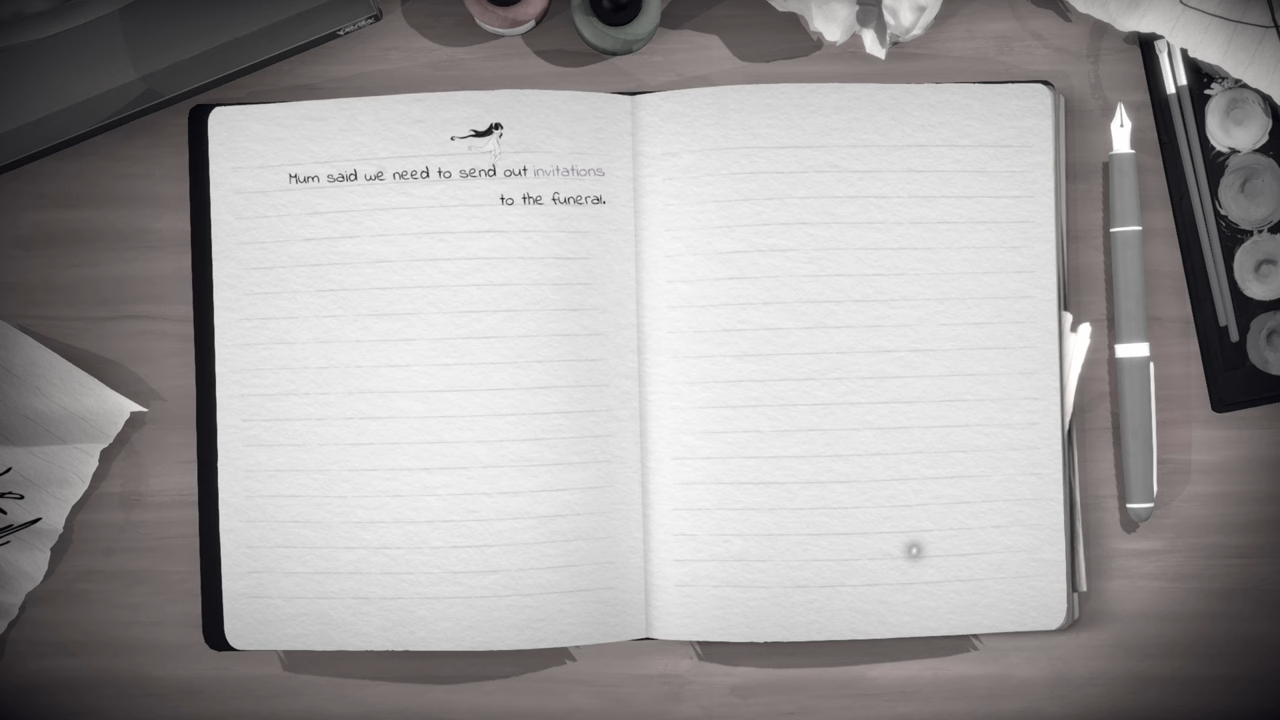 Mum said we need to send out invitations
to the funeral.